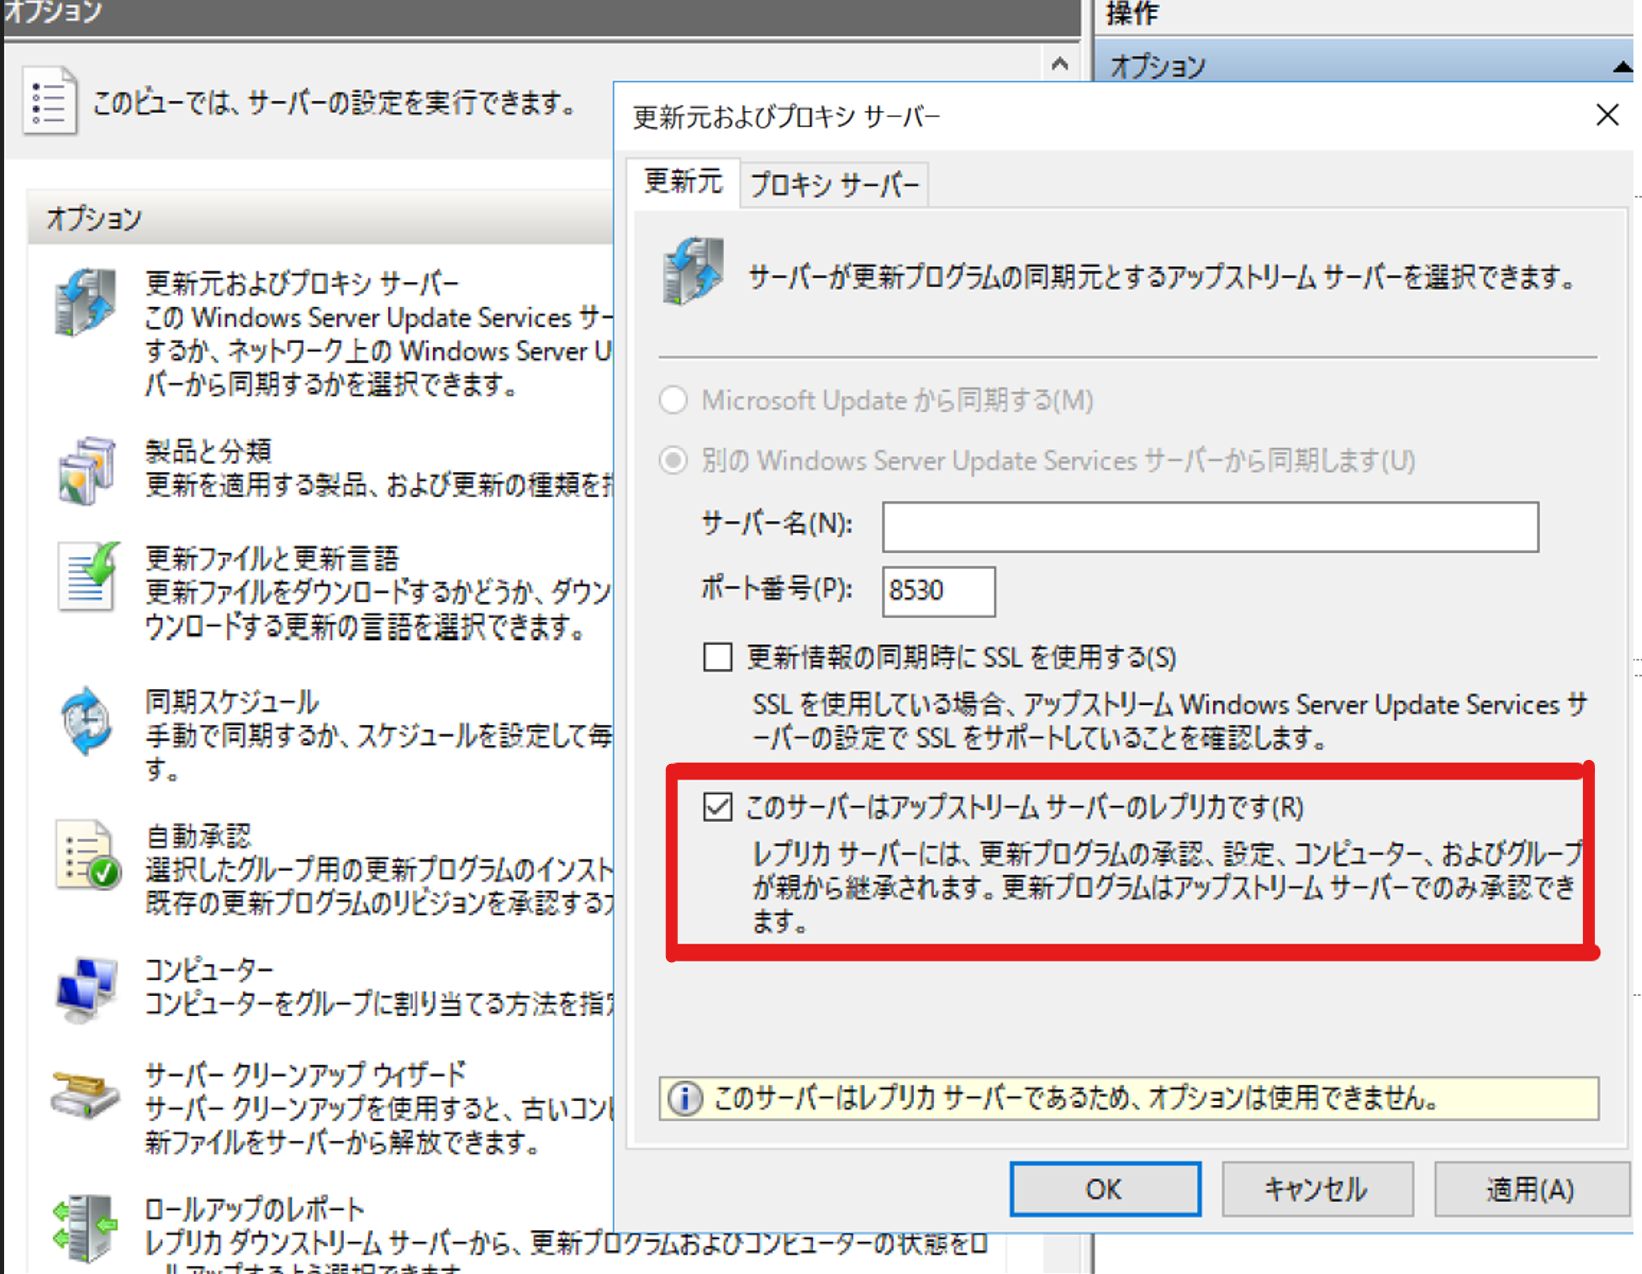 オプション
操作
オプション
このビューでは、サーバーの設定を実行できます。
オプション
更新元およびプロキシ サーバー
この Windows Server Update Services サー
するか、ネットワーク上の Windows Server U
バーから同期するかを選択できます。
製品と分類
更新を適用する製品、および更新の種類を指
更新ファイルと更新言語
更新ファイルをダウンロードするかどうか、ダウン
ウンロードする更新の言語を選択できます。
同期スケジュール
手動で同期するか、スケジュールを設定して毎
す。
自動承認
選択したグループ用の更新プログラムのインスト
既存の更新プログラムのリビジョンを承認する方
コンピューター
コンピューターをグループに割り当てる方法を指定
サーバー クリーンアップ ウィザード
サーバー クリーンアップを使用すると、古いコンピ
新ファイルをサーバーから解放できます。
ロールアップのレポート
レプリカ ダウンストリーム サーバーから、更新プログラムおよびコンピューターの状態をロ
ールアップするよう選択できます
更新元およびプロキシ サーバー
更新元
プロキシ サーバー
サーバーが更新プログラムの同期元とするアップストリーム サーバーを選択できます。
Microsoft Update から同期する(M)
別の Windows Server Update Services サーバーから同期します(U)
サーバー名(N):
ポート番号(P):
8530
更新情報の同期時に SSL を使用する(S)
SSL を使用している場合、アップストリーム Windows Server Update Services サ
ーバーの設定で SSL をサポートしていることを確認します。
このサーバーはアップストリーム サーバーのレプリカです(R)
レプリカ サーバーには、更新プログラムの承認、設定、コンピューター、およびグループ
が親から継承されます。更新プログラムはアップストリーム サーバーでのみ承認でき
ます。
このサーバーはレプリカ サーバーであるため、オプションは使用できません。
OK
キャンセル
適用(A)